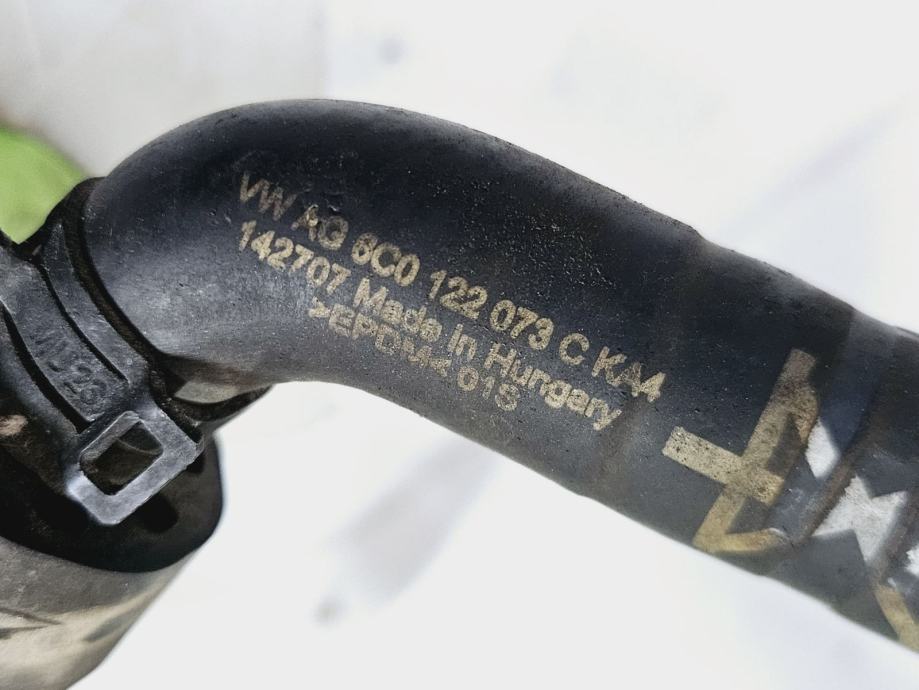 VW AG 6C0 122 073 C KA4
142707 Made in Hungary
>EPDM< 01S